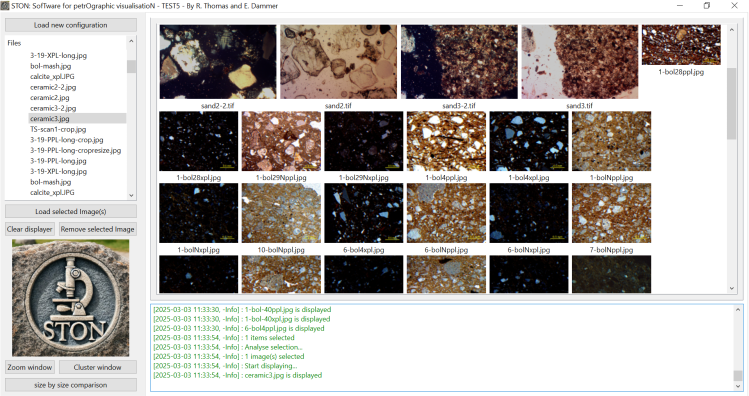 STON: SofTware for petrOgraphic visualisatioN - TEST5 - By R. Thomas and E. Dammer
Load new configuration
Files
3-19-XPL-long.jpg
bol-mash.jpg
calcite_xpl.JPG
ceramic2-2.jpg
ceramic2.jpg
ceramic3-2.jpg
ceramic3.jpg
TS-scan1-crop.jpg
3-19-PPL-long-crop.jpg
3-19-PPL-long-cropresize.jpg
3-19-PPL-long.jpg
3-19-XPL-long.jpg
bol-mash.jpg
calcite_xpl.JPG
Load selected Image(s)
Clear displayer Remove selected Image
STON
Zoom window Cluster window
size by size comparison
1-bol28ppl.jpg
sand2-2.tif sand2.tif sand3-2.tif sand3.tif
1-bol28xpl.jpg 1-bol29Nppl.jpg 1-bol29Nxpl.jpg 1-bol4ppl.jpg 1-bol4xpl.jpg 1-bolNppl.jpg
1-bolNxpl.jpg 10-bolNppl.jpg 6-bol4xpl.jpg 6-bolNppl.jpg 6-bolNxpl.jpg 7-bolNppl.jpg
[2025-03-03 11:33:30, -Info] : 1-bol-40ppl.jpg is displayed
[2025-03-03 11:33:30, -Info] : 1-bol-40xpl.jpg is displayed
[2025-03-03 11:33:30, -Info] : 6-bol4ppl.jpg is displayed
[2025-03-03 11:33:54, -Info] : 1 items selected
[2025-03-03 11:33:54, -Info] : Analyse selection...
[2025-03-03 11:33:54, -Info] : 1 image(s) selected
[2025-03-03 11:33:54, -Info] : Start displaying...
[2025-03-03 11:33:54, -Info] : ceramic3.jpg is displayed